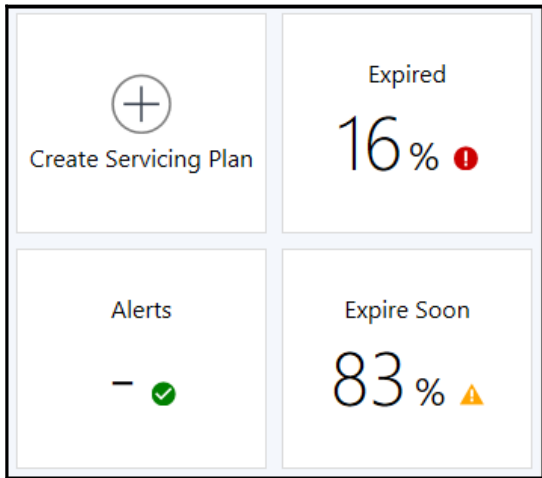 Create Servicing Plan
Expired
16 %
Alerts
-
Expire Soon
83 %